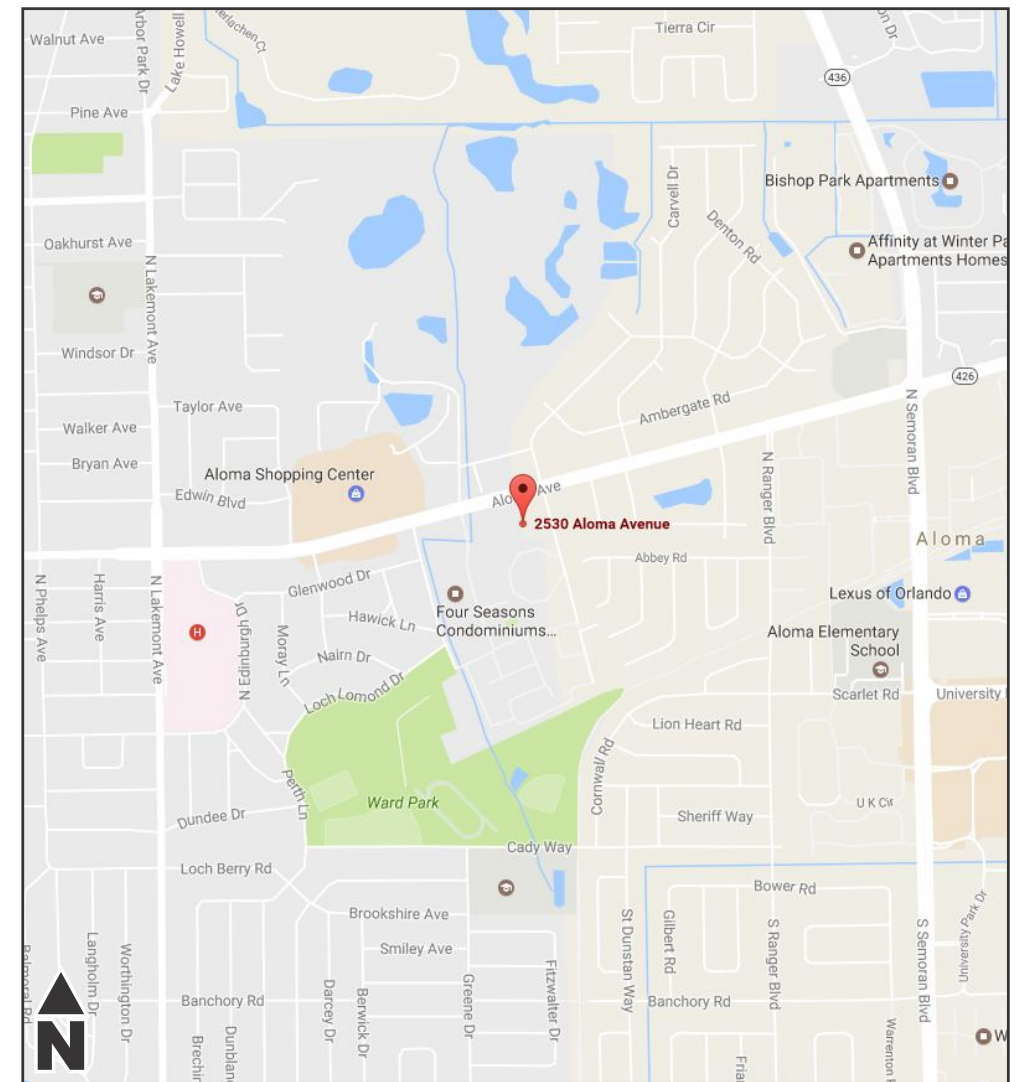 Tierra Cir
Walnut Ave
Arbor Park Dr
Lake Howell
436
Pine Ave
Bishop Park Apartments
Carvell Dr
Denton Rd
Oakhurst Ave
Affinity at Winter Pa
Apartments Homes
N Lakemont Ave
Windsor Dr
426
Taylor Ave
Ambergate Rd
N Semoran Blvd
Walker Ave
Bryan Ave
Aloma Shopping Center
N Ranger Blvd
Edwin Blvd
Ave
2530 Aloma Avenue
Aloma
Abbey Rd
N Phelps Ave
Harris Ave
N Lakemont Ave
Glenwood Dr
Lexus of Orlando
Four Seasons
Condominiums...
Hawick Ln
H
N Edinburgh Dr
Moray Ln
Aloma Elementary
School
Nairn Dr
Loch Lomond Dr
Scarlet Rd
University
Lion Heart Rd
Cornwall Rd
Perth Ln
Ward Park
U K Cir
Dundee Dr
Sheriff Way
Cady Way
Loch Berry Rd
Bower Rd
Brookshire Ave
St Dunstan Way
Gilbert Rd
S Ranger Blvd
S Semoran Blvd
University Park Dr
Smiley Ave
Balmoral Rd
Langholm Dr
Worthington Dr
Fitzwalter Dr
Greene Dr
Banchory Rd
Darcey Dr
Berwick Dr
Banchory Rd
N
Brechin
Dunblan
Warrenton
Fria
W